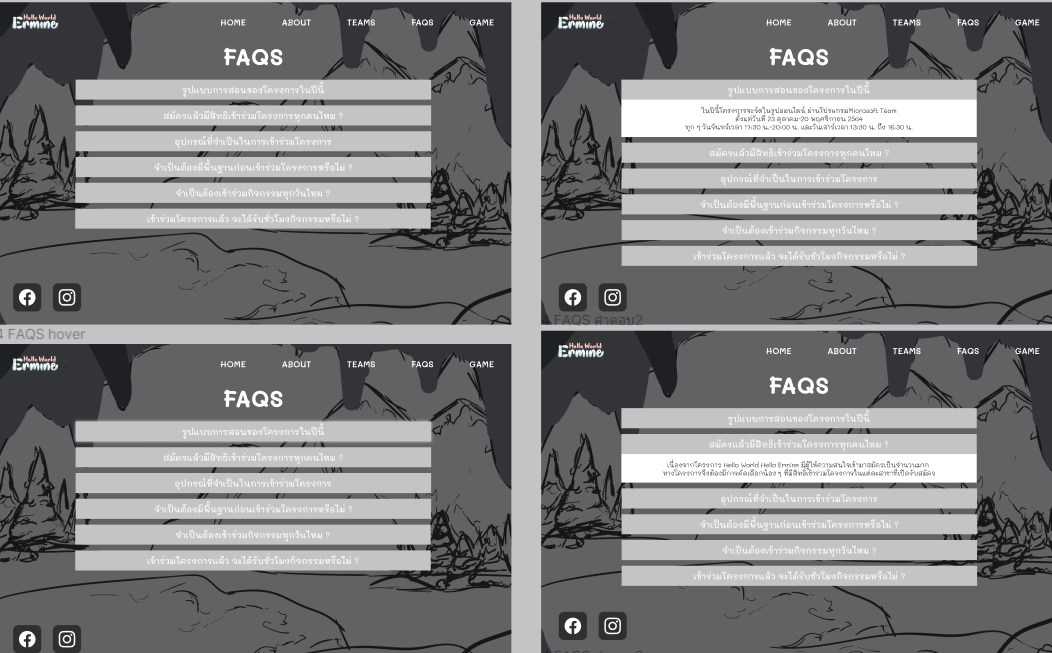 Hello World
Ermine
HOME ABOUT TEAMS FAQS GAME
FAQS
รูปแบบการสอนของโครงการในปีนี้
สมัครแล้วมีสิทธิเข้าร่วมโครงการทุกคนไหม ?
อุปกรณ์ที่จำเป็นในการเข้าร่วมโครงการ
จำเป็นต้องมีพื้นฐานก่อนเข้าร่วมโครงการหรือไม่ ?
จำเป็นต้องเข้าร่วมกิจกรรมทุกวันไหม ?
เข้าร่วมโครงการแล้ว จะได้รับชั่วโมงกิจกรรมหรือไม่ ?
Hello World
Ermine
HOME ABOUT TEAMS FAQS GAME
FAQS
รูปแบบการสอนของโครงการในปีนี้
ในปีนี้โครงการจะจัดในรูปออนไลน์ ผ่านโปรแกรมMicrosoft Team
ตั้งแต่วันที่ 23 ตุลาคม-20 พฤศจิกายน 2564
ทุก ๆ วันจันทร์เวลา 17:30 น.-20:00 น. และวันเสาร์เวลา 13:30 น. ถึง 16:30 น.
สมัครแล้วมีสิทธิเข้าร่วมโครงการทุกคนไหม ?
อุปกรณ์ที่จำเป็นในการเข้าร่วมโครงการ
จำเป็นต้องมีพื้นฐานก่อนเข้าร่วมโครงการหรือไม่ ?
จำเป็นต้องเข้าร่วมกิจกรรมทุกวันไหม ?
เข้าร่วมโครงการแล้ว จะได้รับชั่วโมงกิจกรรมหรือไม่ ?
4 FAQS hover
Hello World
Ermine
HOME ABOUT TEAMS FAQS GAME
FAQS
รูปแบบการสอนของโครงการในปีนี้
สมัครแล้วมีสิทธิเข้าร่วมโครงการทุกคนไหม ?
อุปกรณ์ที่จำเป็นในการเข้าร่วมโครงการ
จำเป็นต้องมีพื้นฐานก่อนเข้าร่วมโครงการหรือไม่ ?
จำเป็นต้องเข้าร่วมกิจกรรมทุกวันไหม ?
เข้าร่วมโครงการแล้ว จะได้รับชั่วโมงกิจกรรมหรือไม่ ?
FAQS คำตอบ2
Hello World
Ermine
HOME ABOUT TEAMS FAQS GAME
FAQS
รูปแบบการสอนของโครงการในปีนี้
สมัครแล้วมีสิทธิเข้าร่วมโครงการทุกคนไหม ?
เนื่องจากโครงการ Hello World Hello Ermine มีผู้ให้ความสนใจเข้ามาสมัครเป็นจำนวนมาก
ทางโครงการจึงต้องมีการคัดเลือกน้อง ๆ ที่มีสิทธิ์เข้าร่วมโครงการในแต่ละสาขาที่เปิดรับสมัคร
อุปกรณ์ที่จำเป็นในการเข้าร่วมโครงการ
จำเป็นต้องมีพื้นฐานก่อนเข้าร่วมโครงการหรือไม่ ?
จำเป็นต้องเข้าร่วมกิจกรรมทุกวันไหม ?
เข้าร่วมโครงการแล้ว จะได้รับชั่วโมงกิจกรรมหรือไม่ ?